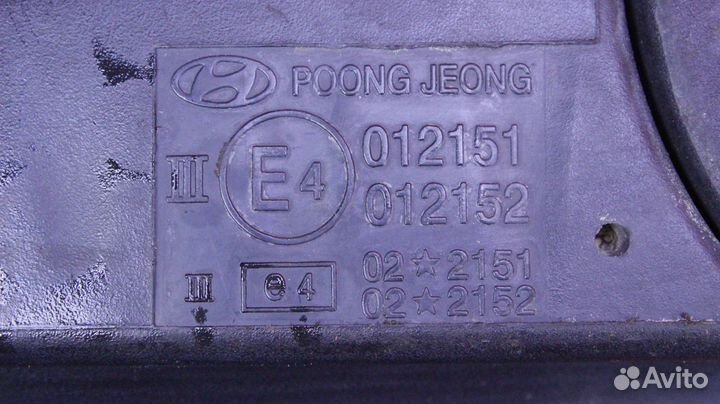 POONG JEONG
III E4 012151
012152
III e4 02☆2151
02☆2152
Avito